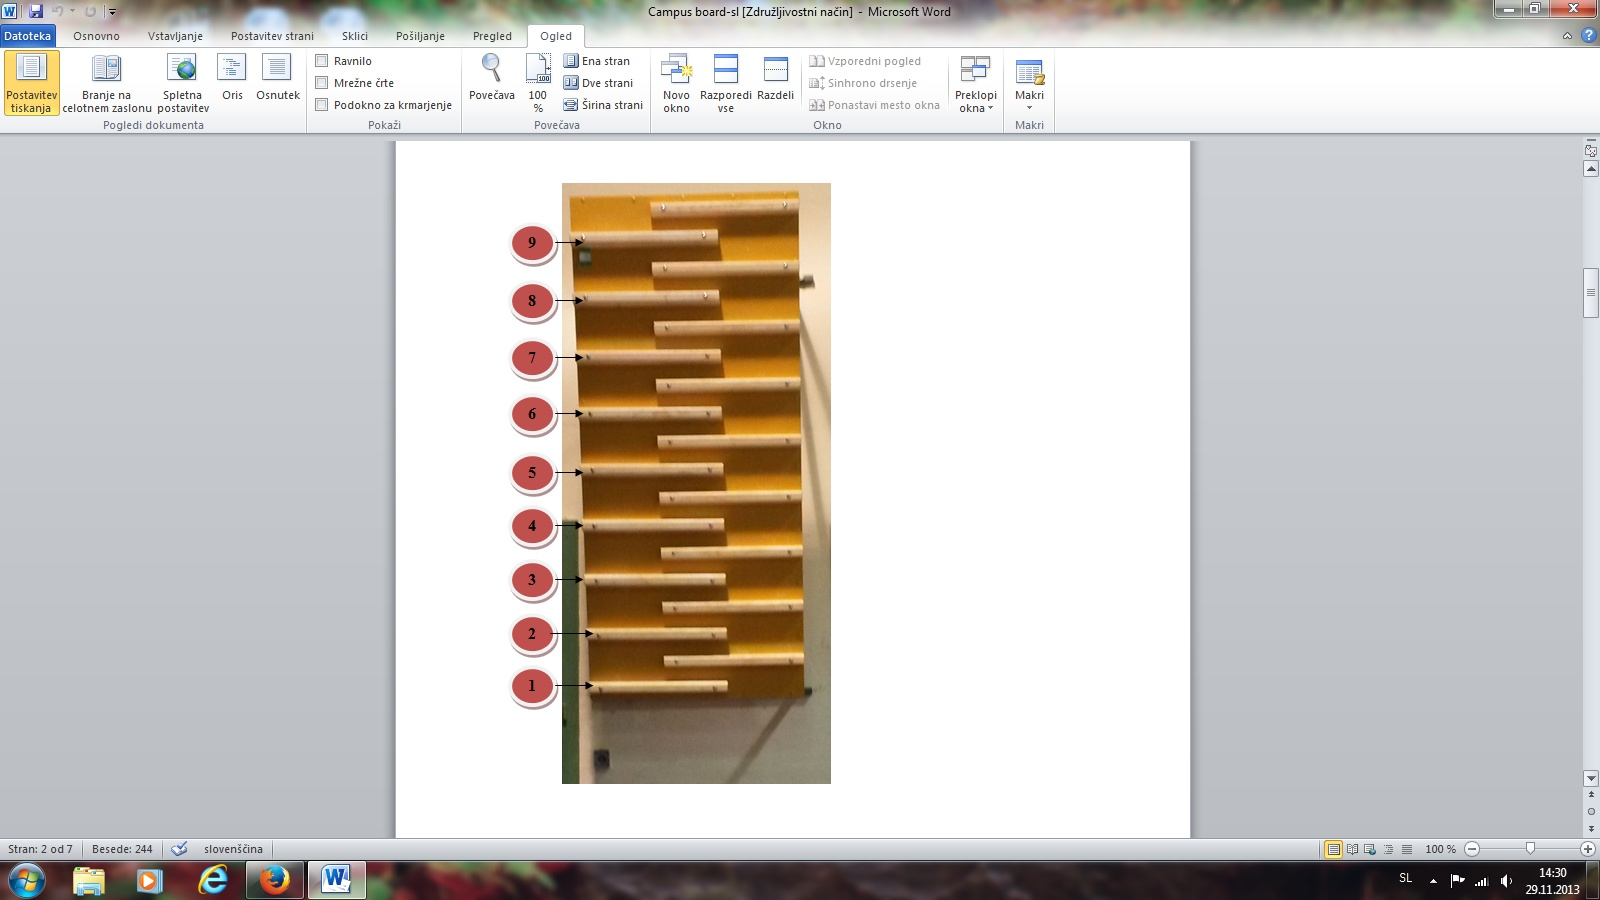 Campus board-sl [Združljivostni način] - Microsoft Word
Datoteka Osnovno Vstavljanje Postavitev strani Sklici Pošiljanje Pregled Ogled
Postavitev tiskanja
Branje na celotnem zaslonu
Spletna postavitev
Oris
Osnutek
Pogledi dokumenta
Ravnilo
Mrežne črte
Podokno za krmarjenje
Pokaži
Povečava
100
100 %
Ena stran
Dve strani
Širina strani
Povečava
Novo okno
Razporedi vse
Razdeli
Vzporedni pogled
Sinhrono drsenje
Ponastavi mesto okna
Okno
Preklopi okna
Makri
Makri
9
8
7
6
5
4
3
2
1
Stran: 2 od 7 Besede: 244 slovenščina 100 %
SL 14:30
29.11.2013